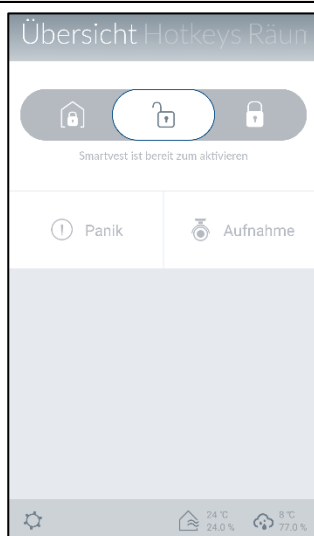 Übersicht Hotkeys Räun
Smartvest ist bereit zum aktivieren
Panik
Aufnahme
24 °C
24.0 %
8 °C
77.0 %